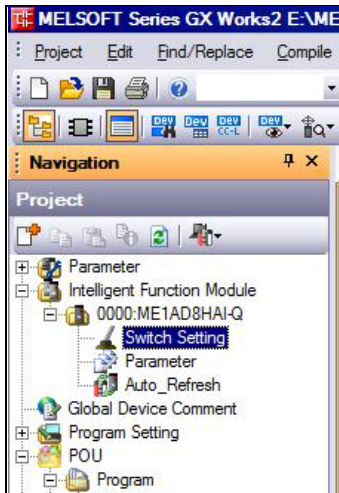 MELSOFT Series GX Works2 E:\ME
Project Edit Find/Replace Compile
Navigation
Project
Parameter
Intelligent Function Module
0000:ME1AD8HAI-Q
Switch Setting
Parameter
Auto_Refresh
Global Device Comment
Program Setting
POU
Program